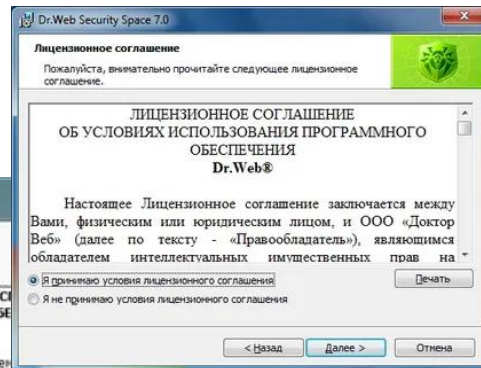 Dr.Web Security Space 7.0
Лицензионное соглашение
Пожалуйста, внимательно прочитайте следующее лицензионное
соглашение.
ЛИЦЕНЗИОННОЕ СОГЛАШЕНИЕ
ОБ УСЛОВИЯХ ИСПОЛЬЗОВАНИЯ ПРОГРАММНОГО
ОБЕСПЕЧЕНИЯ
Dr.Web®
Настоящее Лицензионное соглашение заключается между
Вами, физическим или юридическим лицом, и ООО «Доктор
Веб» (далее по тексту - «Правообладатель»), являющимся
обладателем интеллектуальных имущественных прав на
Я принимаю условия лицензионного соглашения
Печать
Я не принимаю условия лицензионного соглашения
< Назад
Далее >
Отмена